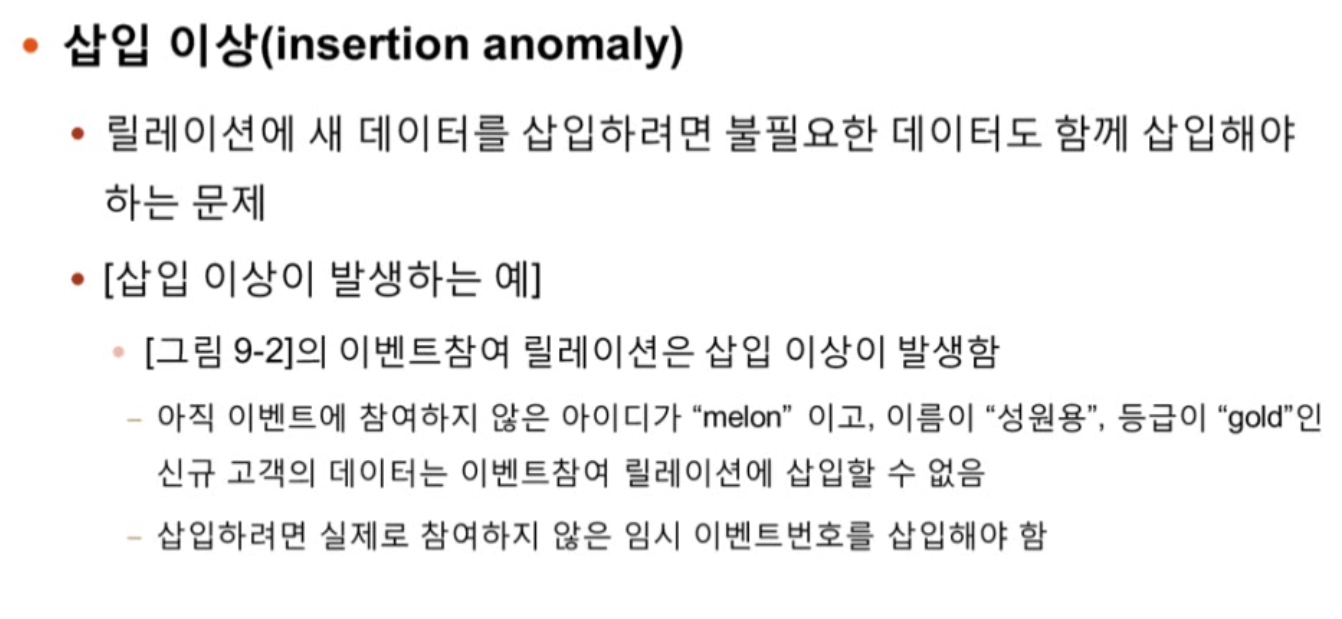 • 삽입 이상(insertion anomaly)
• 릴레이션에 새 데이터를 삽입하려면 불필요한 데이터도 함께 삽입해야
하는 문제
• [삽입 이상이 발생하는 예]
• [그림 9-2]의 이벤트참여 릴레이션은 삽입 이상이 발생함
– 아직 이벤트에 참여하지 않은 아이디가 “melon” 이고, 이름이 “성원용”, 등급이 “gold”인
신규 고객의 데이터는 이벤트참여 릴레이션에 삽입할 수 없음
– 삽입하려면 실제로 참여하지 않은 임시 이벤트번호를 삽입해야 함